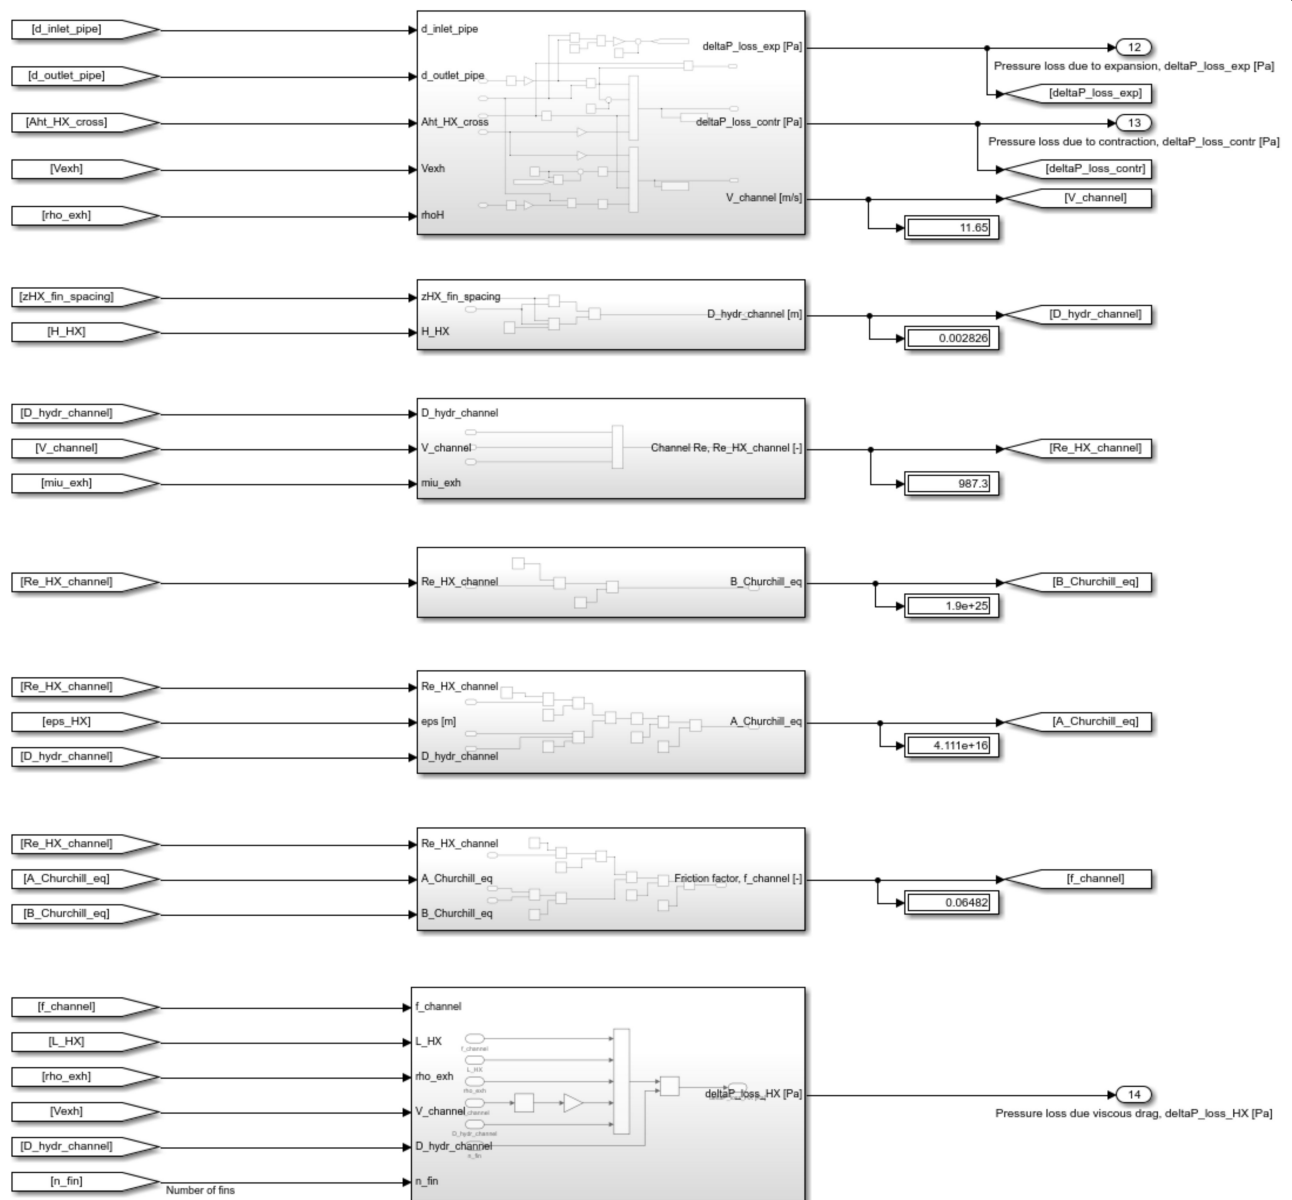 [d_inlet_pipe]
d_inlet_pipe
deltaP_loss_exp [Pa]
12
Pressure loss due to expansion, deltaP_loss_exp [Pa]
[d_outlet_pipe]
d_outlet_pipe
[deltaP_loss_exp]
[Aht_HX_cross]
Aht_HX_cross
deltaP_loss_contr [Pa]
13
Pressure loss due to contraction, deltaP_loss_contr [Pa]
[Vexh]
Vexh
[deltaP_loss_contr]
V_channel [m/s]
[V_channel]
[rho_exh]
rhoH
11.65
[zHX_fin_spacing]
zHX_fin_spacing
D_hydr_channel [m]
[D_hydr_channel]
[H_HX]
H_HX
0.002826
[D_hydr_channel]
D_hydr_channel
[V_channel]
V_channel
Channel Re, Re_HX_channel [-]
[Re_HX_channel]
[miu_exh]
miu_exh
987.3
[Re_HX_channel]
Re_HX_channel
B_Churchill_eq
[B_Churchill_eq]
1.9e+25
[Re_HX_channel]
Re_HX_channel
[eps_HX]
eps [m]
A_Churchill_eq
[A_Churchill_eq]
4.111e+16
[D_hydr_channel]
D_hydr_channel
[Re_HX_channel]
Re_HX_channel
[A_Churchill_eq]
A_Churchill_eq
Friction factor, f_channel [-]
[f_channel]
0.06482
[B_Churchill_eq]
B_Churchill_eq
[f_channel]
f_channel
[L_HX]
L_HX
f_channel
L_HX
[rho_exh]
rho_exh
rho_exh
deltaP_loss_HX [Pa]
14
Pressure loss due viscous drag, deltaP_loss_HX [Pa]
[Vexh]
V_channel
D_hydr_channel
[D_hydr_channel]
D_hydr_channel
n_fin
[n_fin]
n_fin
Number of fins